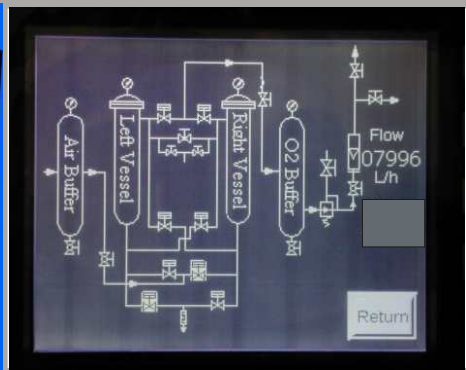 Air Buffer
Left Vessel
Right Vessel
O2 Buffer
Flow
07996
L/h
Return